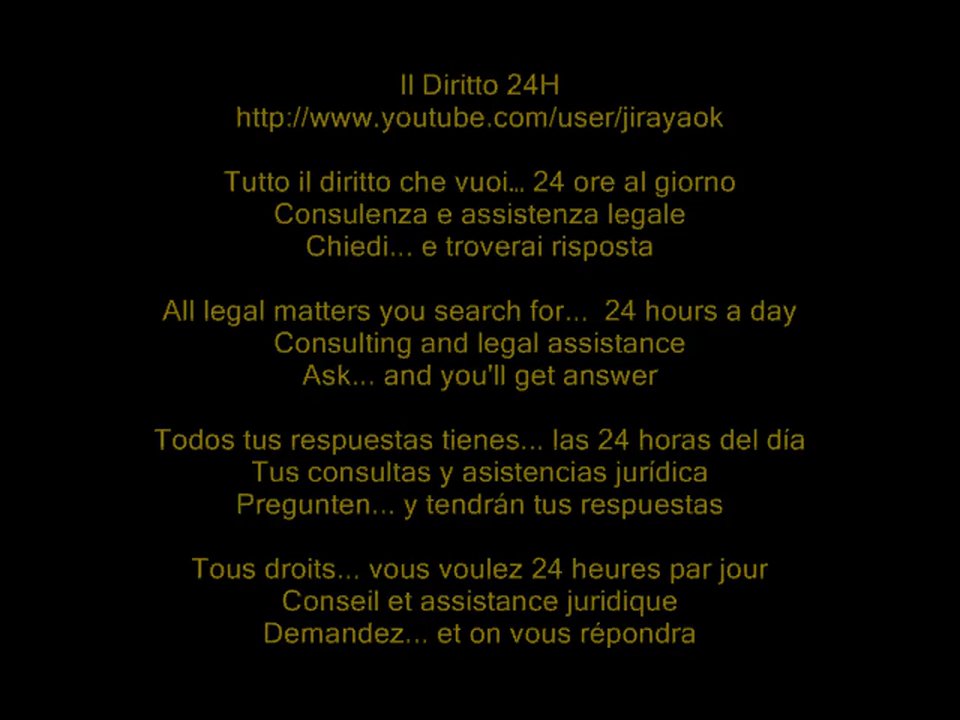 Il Diritto 24H
http://www.youtube.com/user/jirayaok
Tutto il diritto che vuoi... 24 ore al giorno
Consulenza e assistenza legale
Chiedi... e troverai risposta
All legal matters you search for...  24 hours a day
Consulting and legal assistance
Ask... and you'll get answer
Todos tus respuestas tienes... las 24 horas del día
Tus consultas y asistencias jurídica
Pregunten... y tendrán tus respuestas
Tous droits... vous voulez 24 heures par jour
Conseil et assistance juridique
Demandez... et on vous répondra